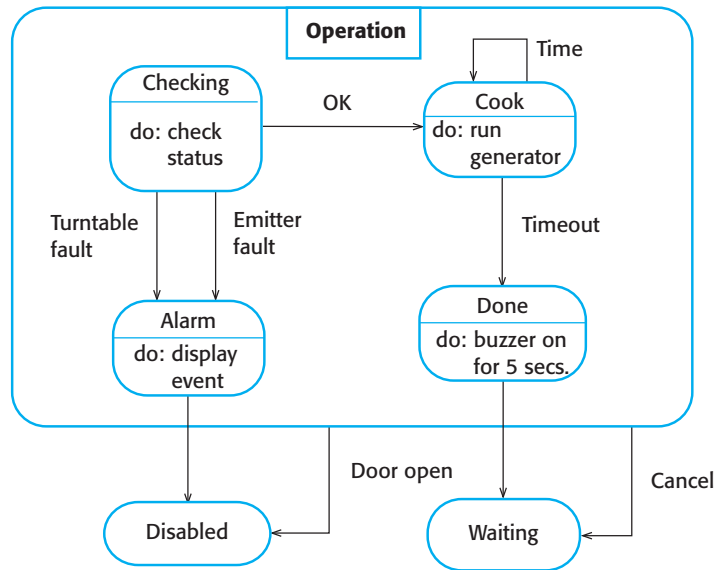 Operation
Time
Checking
do: check
status
OK
Cook
do: run
generator
Turntable
fault
Emitter
fault
Timeout
Alarm
do: display
event
Done
do: buzzer on
for 5 secs.
Door open
Cancel
Disabled
Waiting